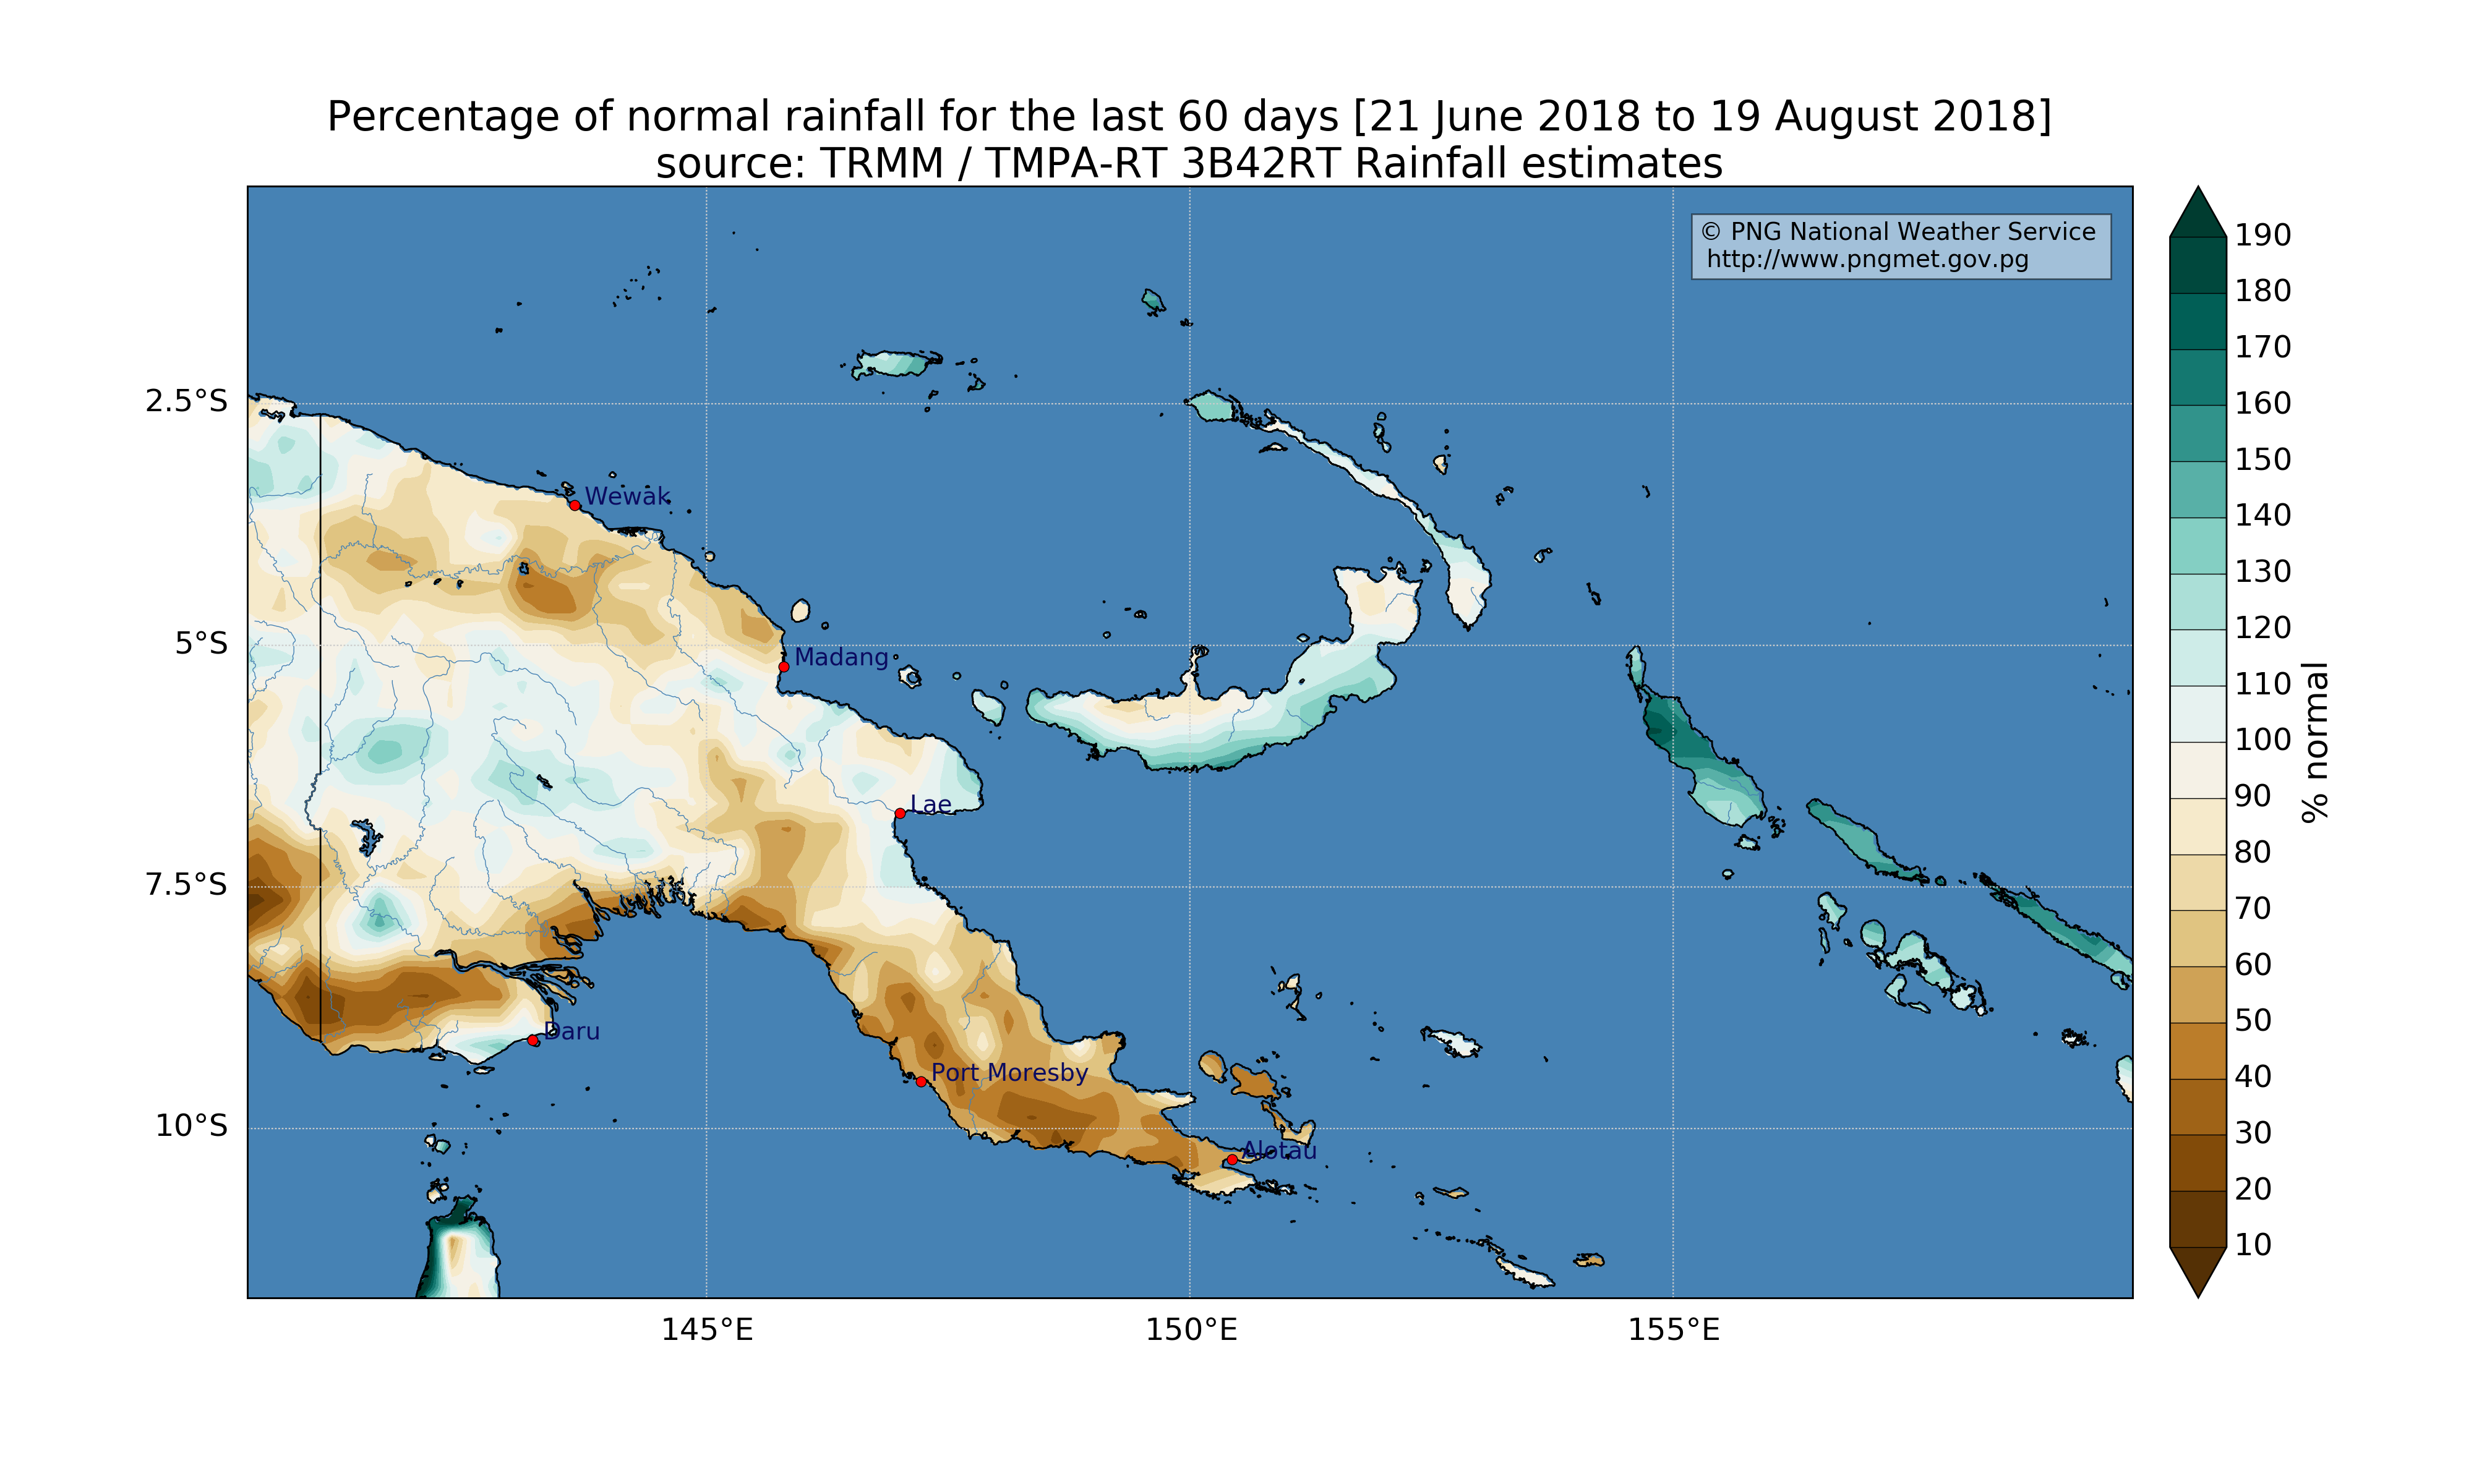 Percentage of normal rainfall for the last 60 days [21 June 2018 to 19 August 2018]
source: TRMM / TMPA-RT 3B42RT Rainfall estimates
© PNG National Weather Service
http://www.pngmet.gov.pg
2.5°S
5°S
7.5°S
10°S
145°E
150°E
155°E
Wewak
Madang
Lae
Daru
Port Moresby
Alotau
190
180
170
160
150
140
130
120
110
100
90
80
70
60
50
40
30
20
10
% normal